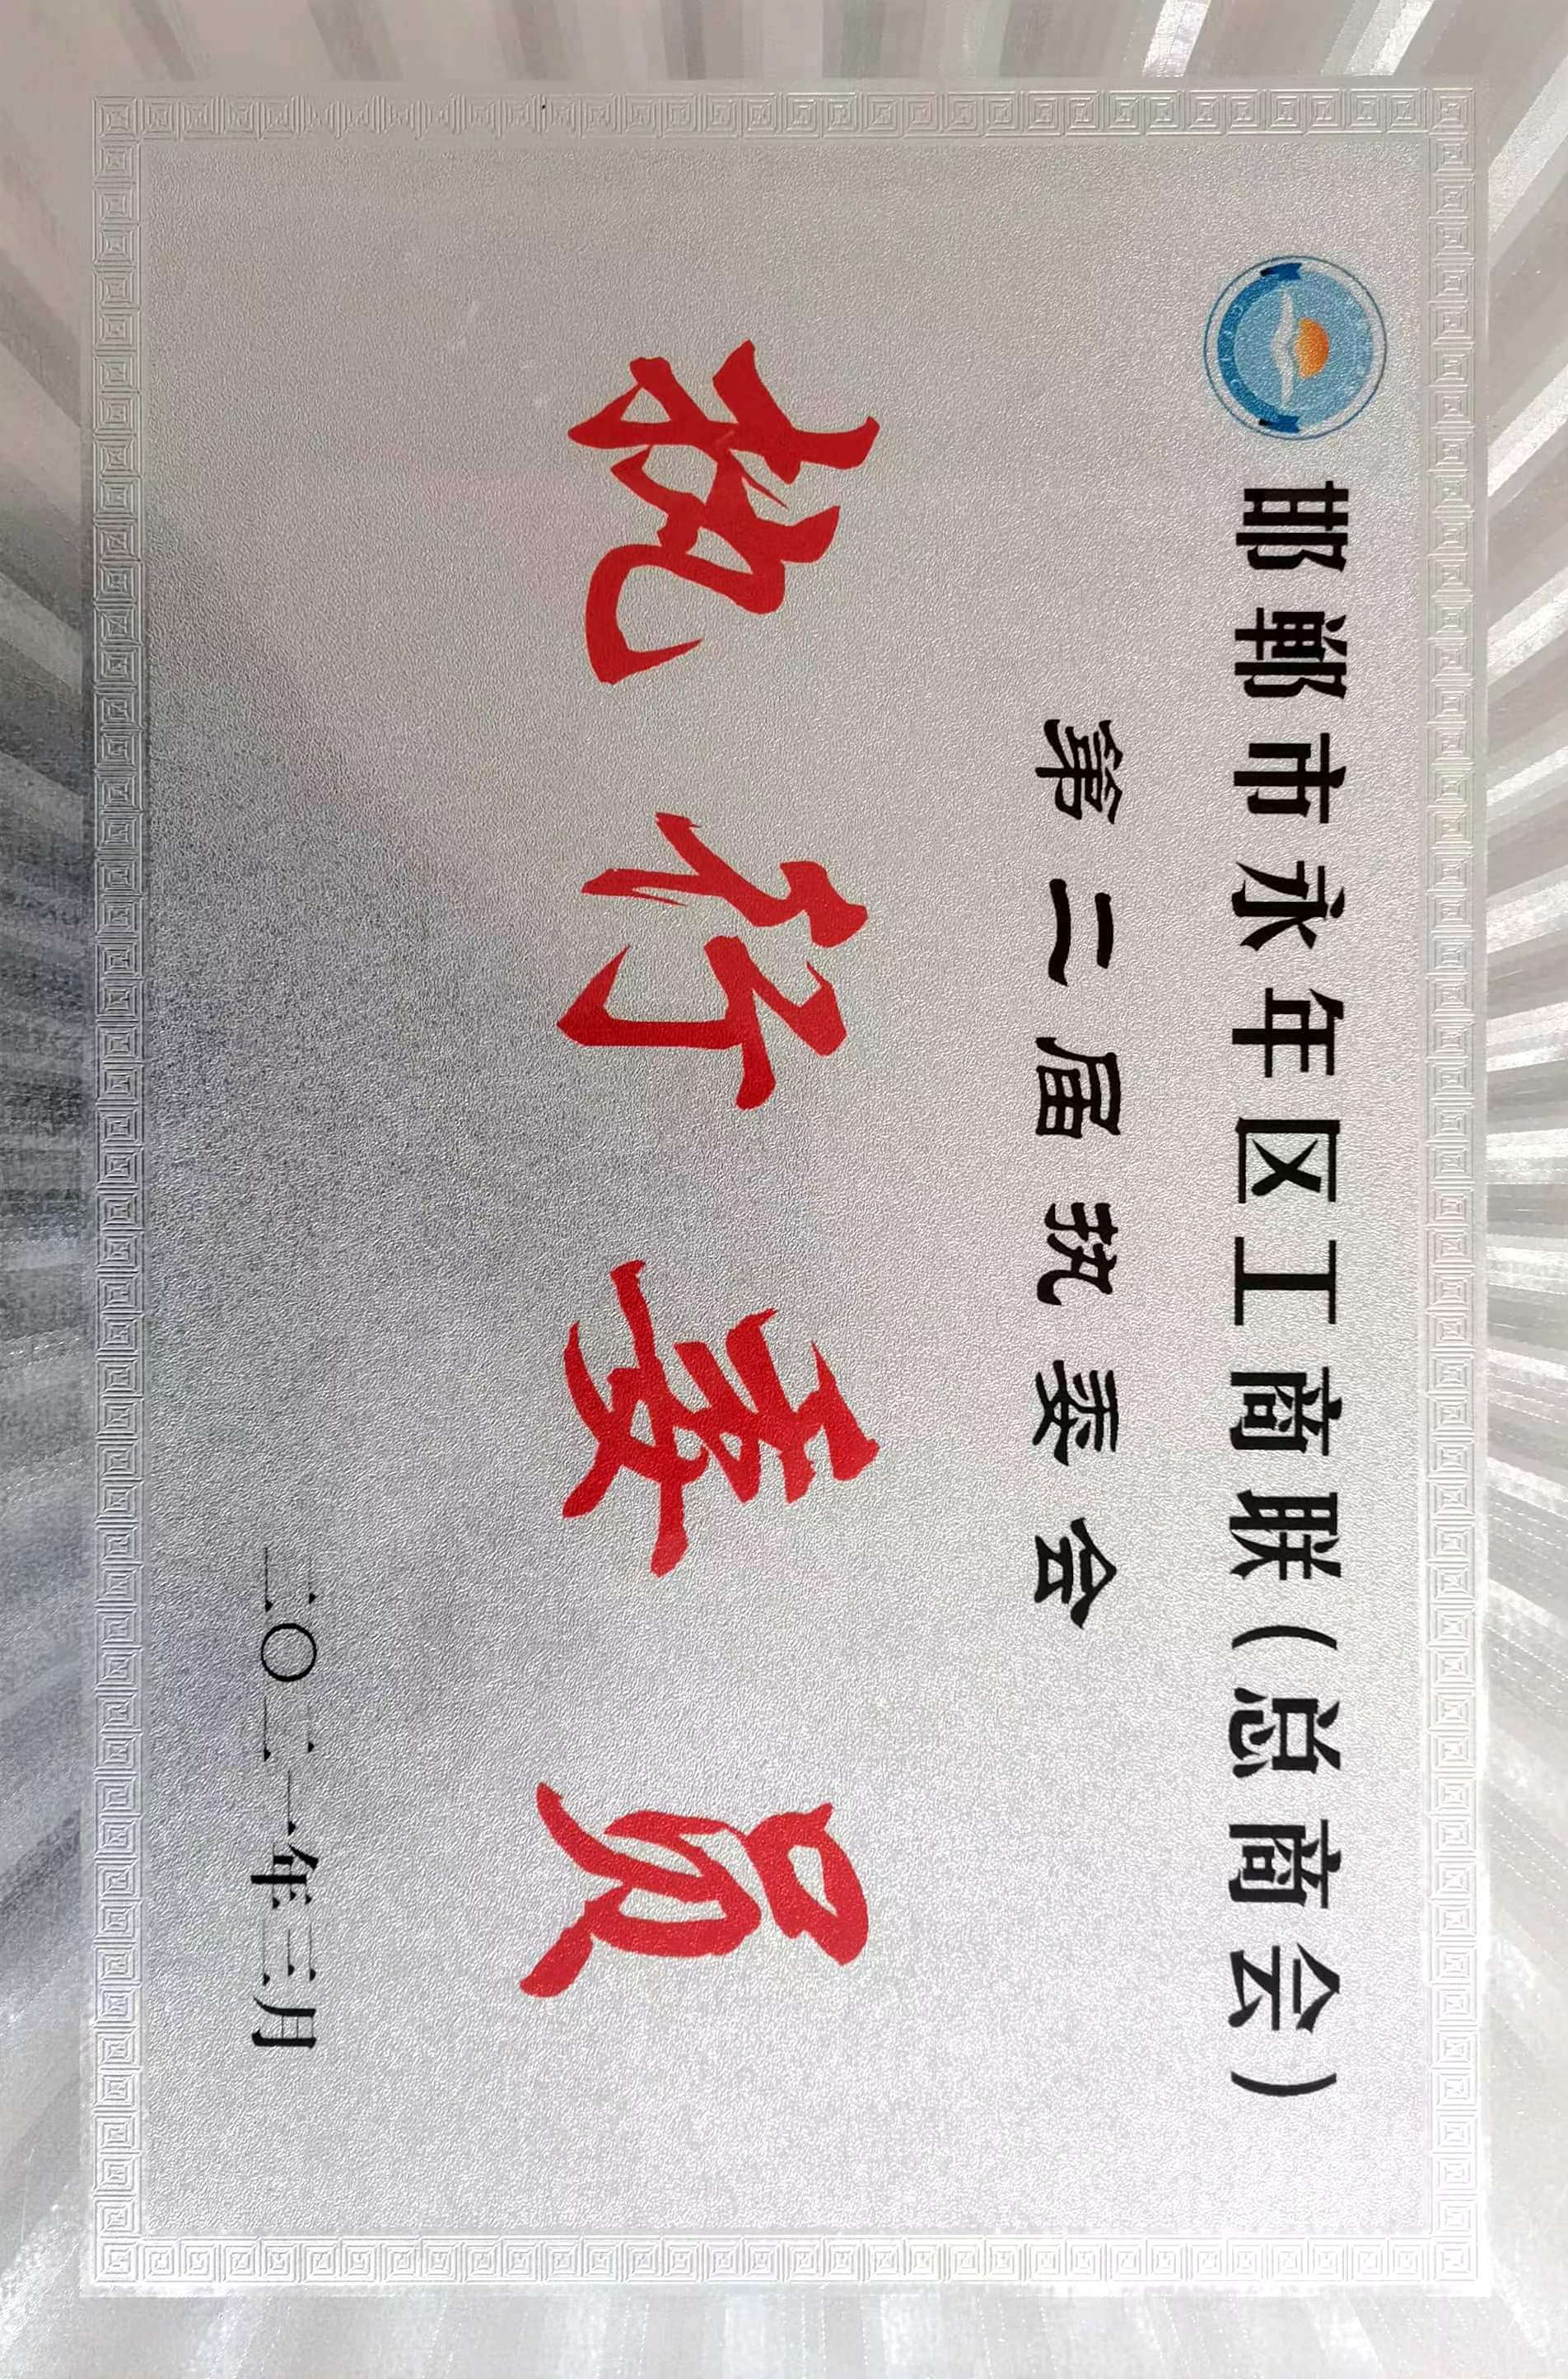 邯郸市永年区工商联(总商会)
第二届执委会
执行委员
二〇二一年三月